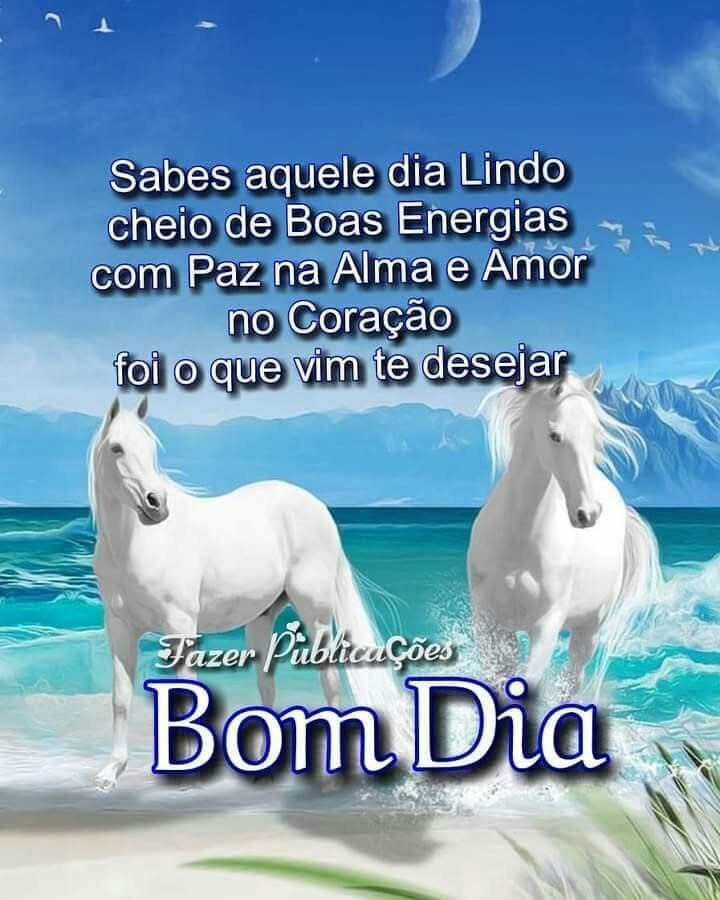 Sabes aquele dia Lindo
cheio de Boas Energias
com Paz na Alma e Amor
no Coração
foi o que vim te desejar
Fazer Publicações
Bom Dia